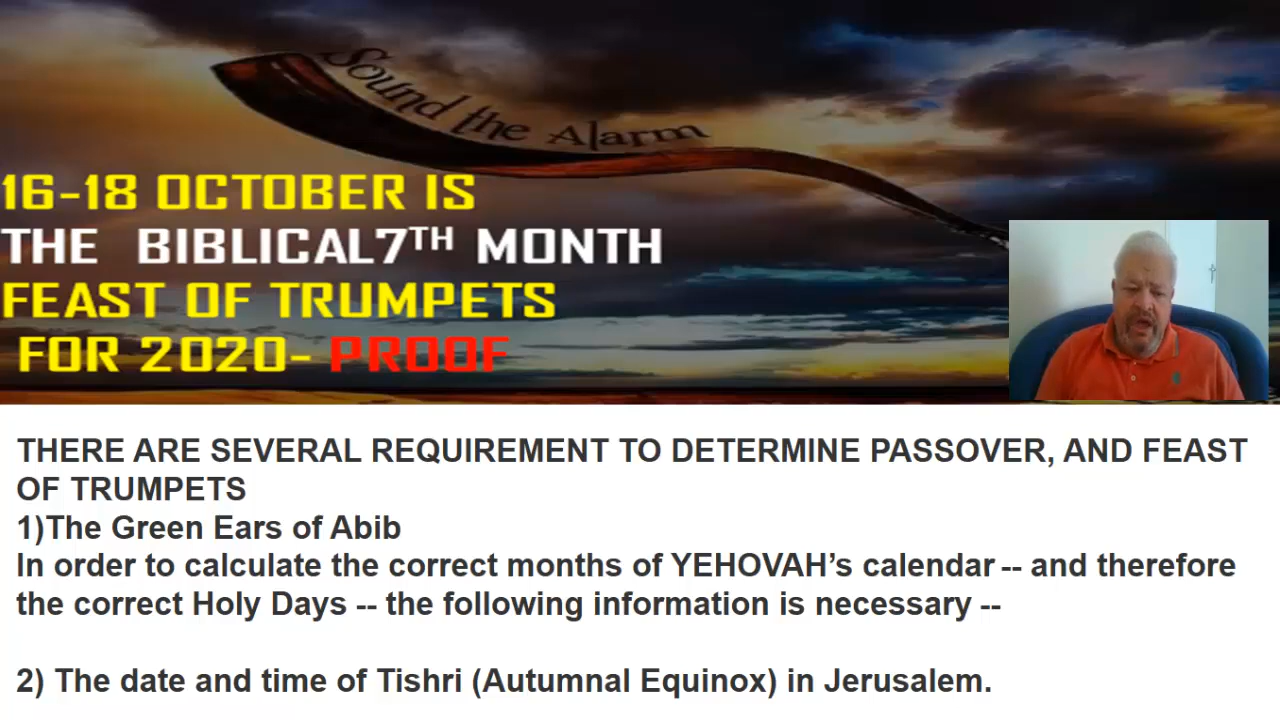 Sound the Alarm
16-18 OCTOBER IS
THE BIBLICAL7TH MONTH
FEAST OF TRUMPETS
FOR 2020- PROOF
THERE ARE SEVERAL REQUIREMENT TO DETERMINE PASSOVER, AND FEAST
OF TRUMPETS
1)The Green Ears of Abib
In order to calculate the correct months of YEHOVAH’s calendar -- and therefore
the correct Holy Days -- the following information is necessary --
2) The date and time of Tishri (Autumnal Equinox) in Jerusalem.